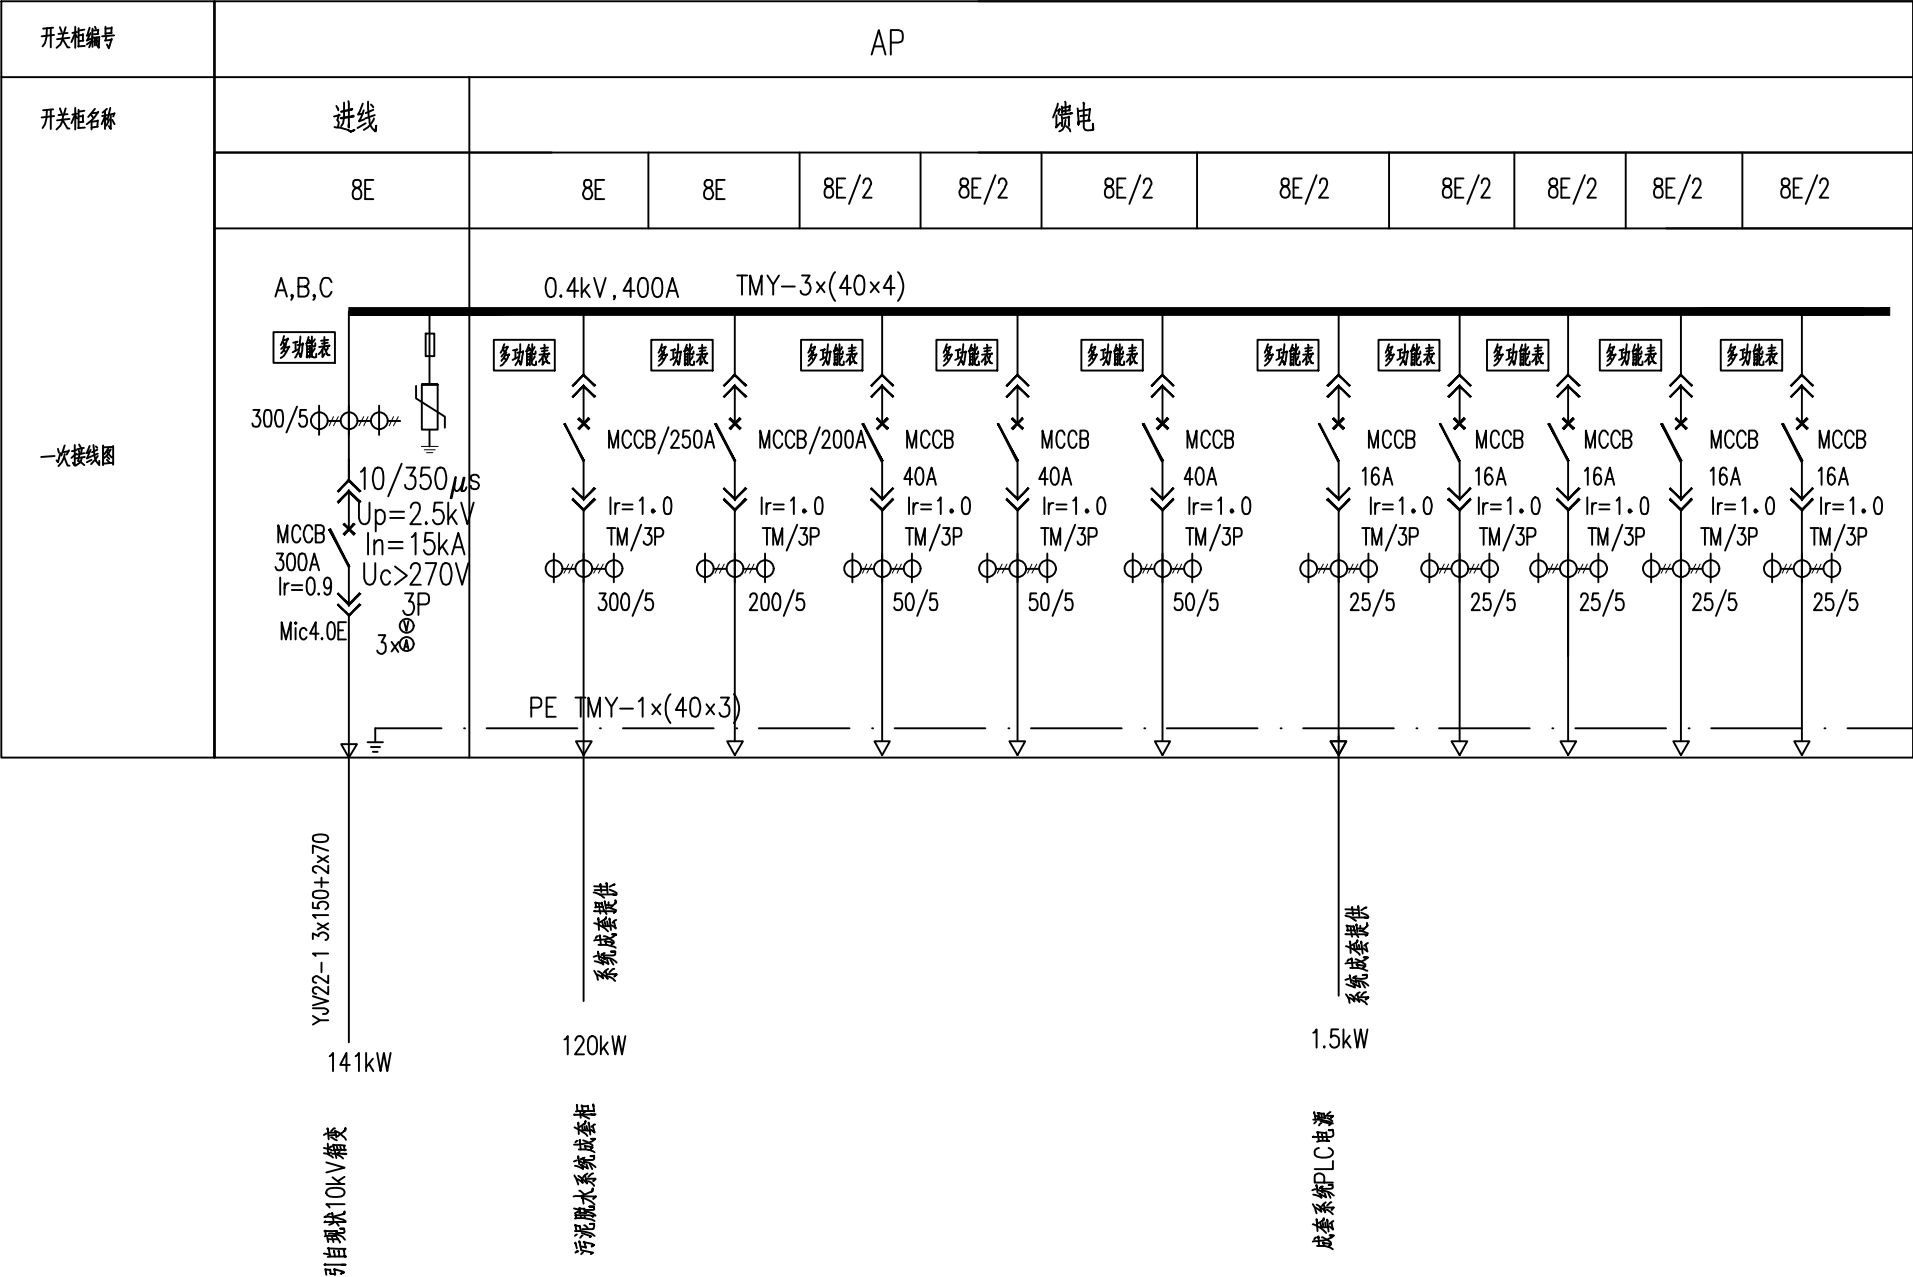 开关柜编号
AP
开关柜名称
进线
馈电
8E
8E
8E
8E/2
8E/2
8E/2
8E/2
8E/2
8E/2
8E/2
8E/2
A,B,C
0.4kV,400A
TMY-3×(40×4)
多功能表
多功能表
多功能表
多功能表
多功能表
多功能表
多功能表
多功能表
多功能表
多功能表
多功能表
300/5
一次接线图
MCCB/250A
MCCB/200A
MCCB
MCCB
MCCB
MCCB
MCCB
MCCB
MCCB
MCCB
40A
40A
40A
16A
16A
16A
16A
16A
10/350μs
Up=2.5kV
In=15kA
Uc>270V
3P
V
3×A
MCCB
300A
Ir=0.9
Mic4.0E
Ir=1.0
Ir=1.0
Ir=1.0
Ir=1.0
Ir=1.0
Ir=1.0
Ir=1.0
Ir=1.0
Ir=1.0
Ir=1.0
TM/3P
TM/3P
TM/3P
TM/3P
TM/3P
TM/3P
TM/3P
TM/3P
TM/3P
TM/3P
300/5
200/5
50/5
50/5
50/5
25/5
25/5
25/5
25/5
25/5
PE TMY-1×(40×3)
YJV22-1 3x150+2x70
系统成套提供
系统成套提供
141kW
120kW
1.5kW
引自现状10kV箱变
污泥脱水系统成套柜
成套系统PLC电源